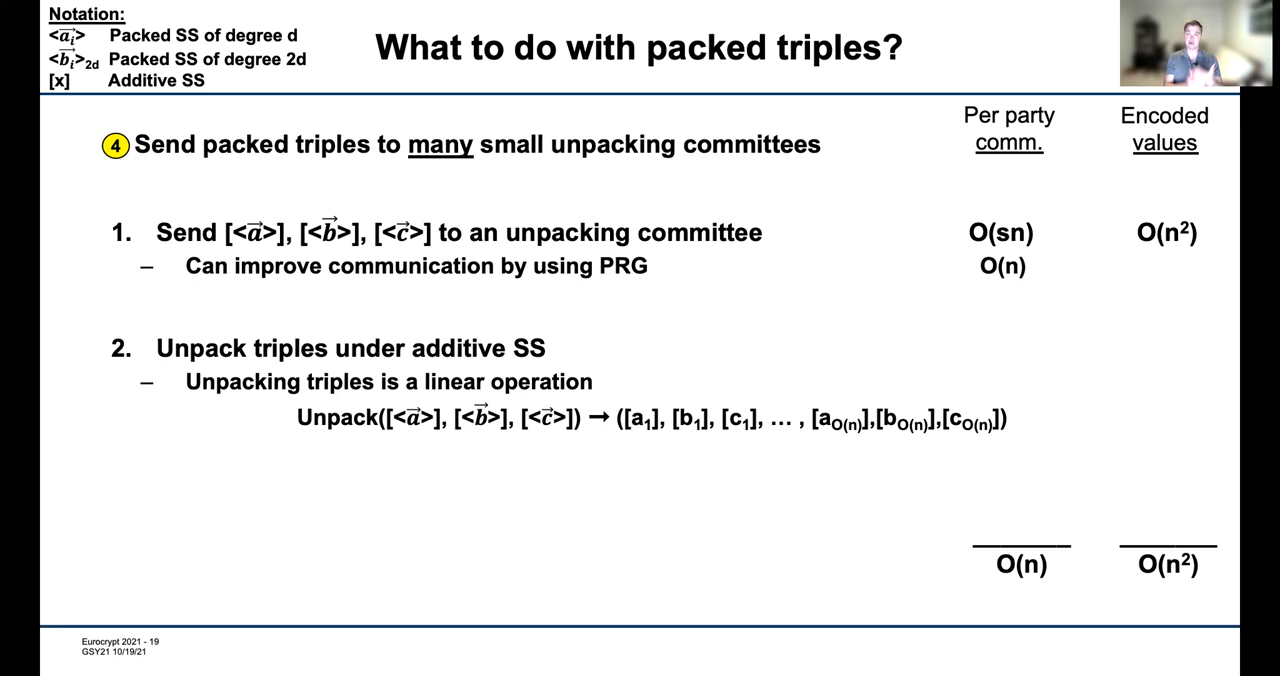 Notation:
<a⃗ᵢ> Packed SS of degree d
<b⃗ᵢ>₂d Packed SS of degree 2d
[x] Additive SS
What to do with packed triples?
Per party comm.
Encoded values
4 Send packed triples to many small unpacking committees
1. Send [<a⃗>], [<b⃗>], [<c⃗>] to an unpacking committee O(sn) O(n²)
– Can improve communication by using PRG O(n)
2. Unpack triples under additive SS
– Unpacking triples is a linear operation
Unpack([<a⃗>], [<b⃗>], [<c⃗>]) → ([a₁], [b₁], [c₁], … , [a_O(n)],[b_O(n)],[c_O(n)])
O(n) O(n²)
Eurocrypt 2021 - 19
GSY21 10/19/21